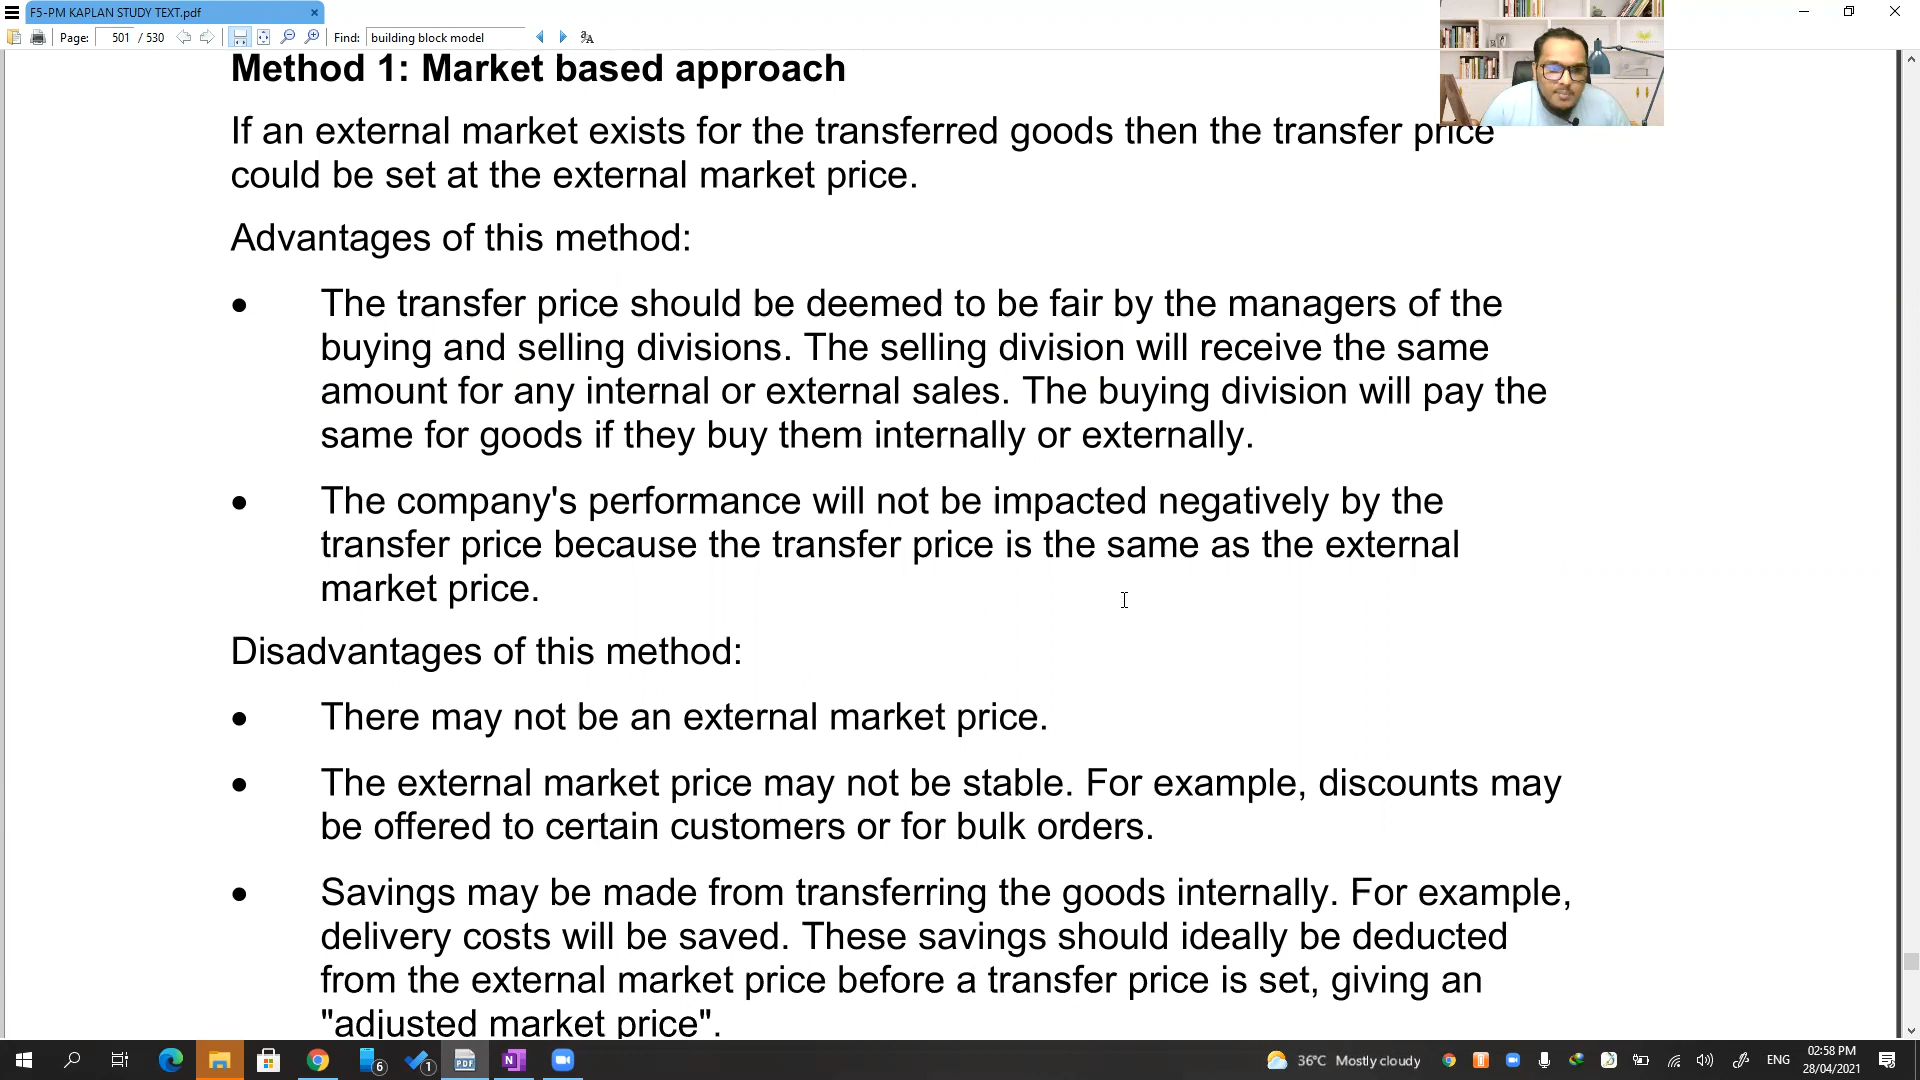 F5-PM KAPLAN STUDY TEXT.pdf
Page: 501 / 530 Find: building block model
Method 1: Market based approach
If an external market exists for the transferred goods then the transfer price
could be set at the external market price.
Advantages of this method:
• The transfer price should be deemed to be fair by the managers of the
buying and selling divisions. The selling division will receive the same
amount for any internal or external sales. The buying division will pay the
same for goods if they buy them internally or externally.
• The company's performance will not be impacted negatively by the
transfer price because the transfer price is the same as the external
market price.
Disadvantages of this method:
• There may not be an external market price.
• The external market price may not be stable. For example, discounts may
be offered to certain customers or for bulk orders.
• Savings may be made from transferring the goods internally. For example,
delivery costs will be saved. These savings should ideally be deducted
from the external market price before a transfer price is set, giving an
"adjusted market price".
6 1 PDF N 36°C Mostly cloudy ENG 02:58 PM
28/04/2021